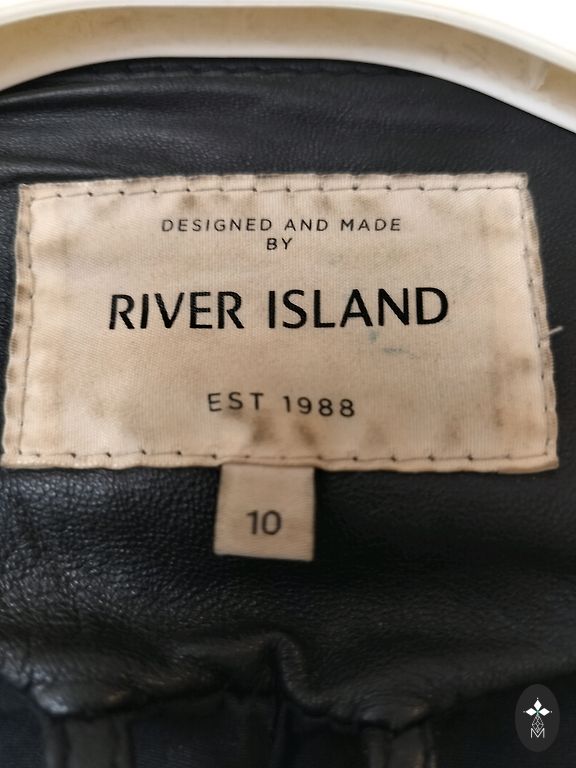 DESIGNED AND MADE
BY
RIVER ISLAND
EST 1988
10
M